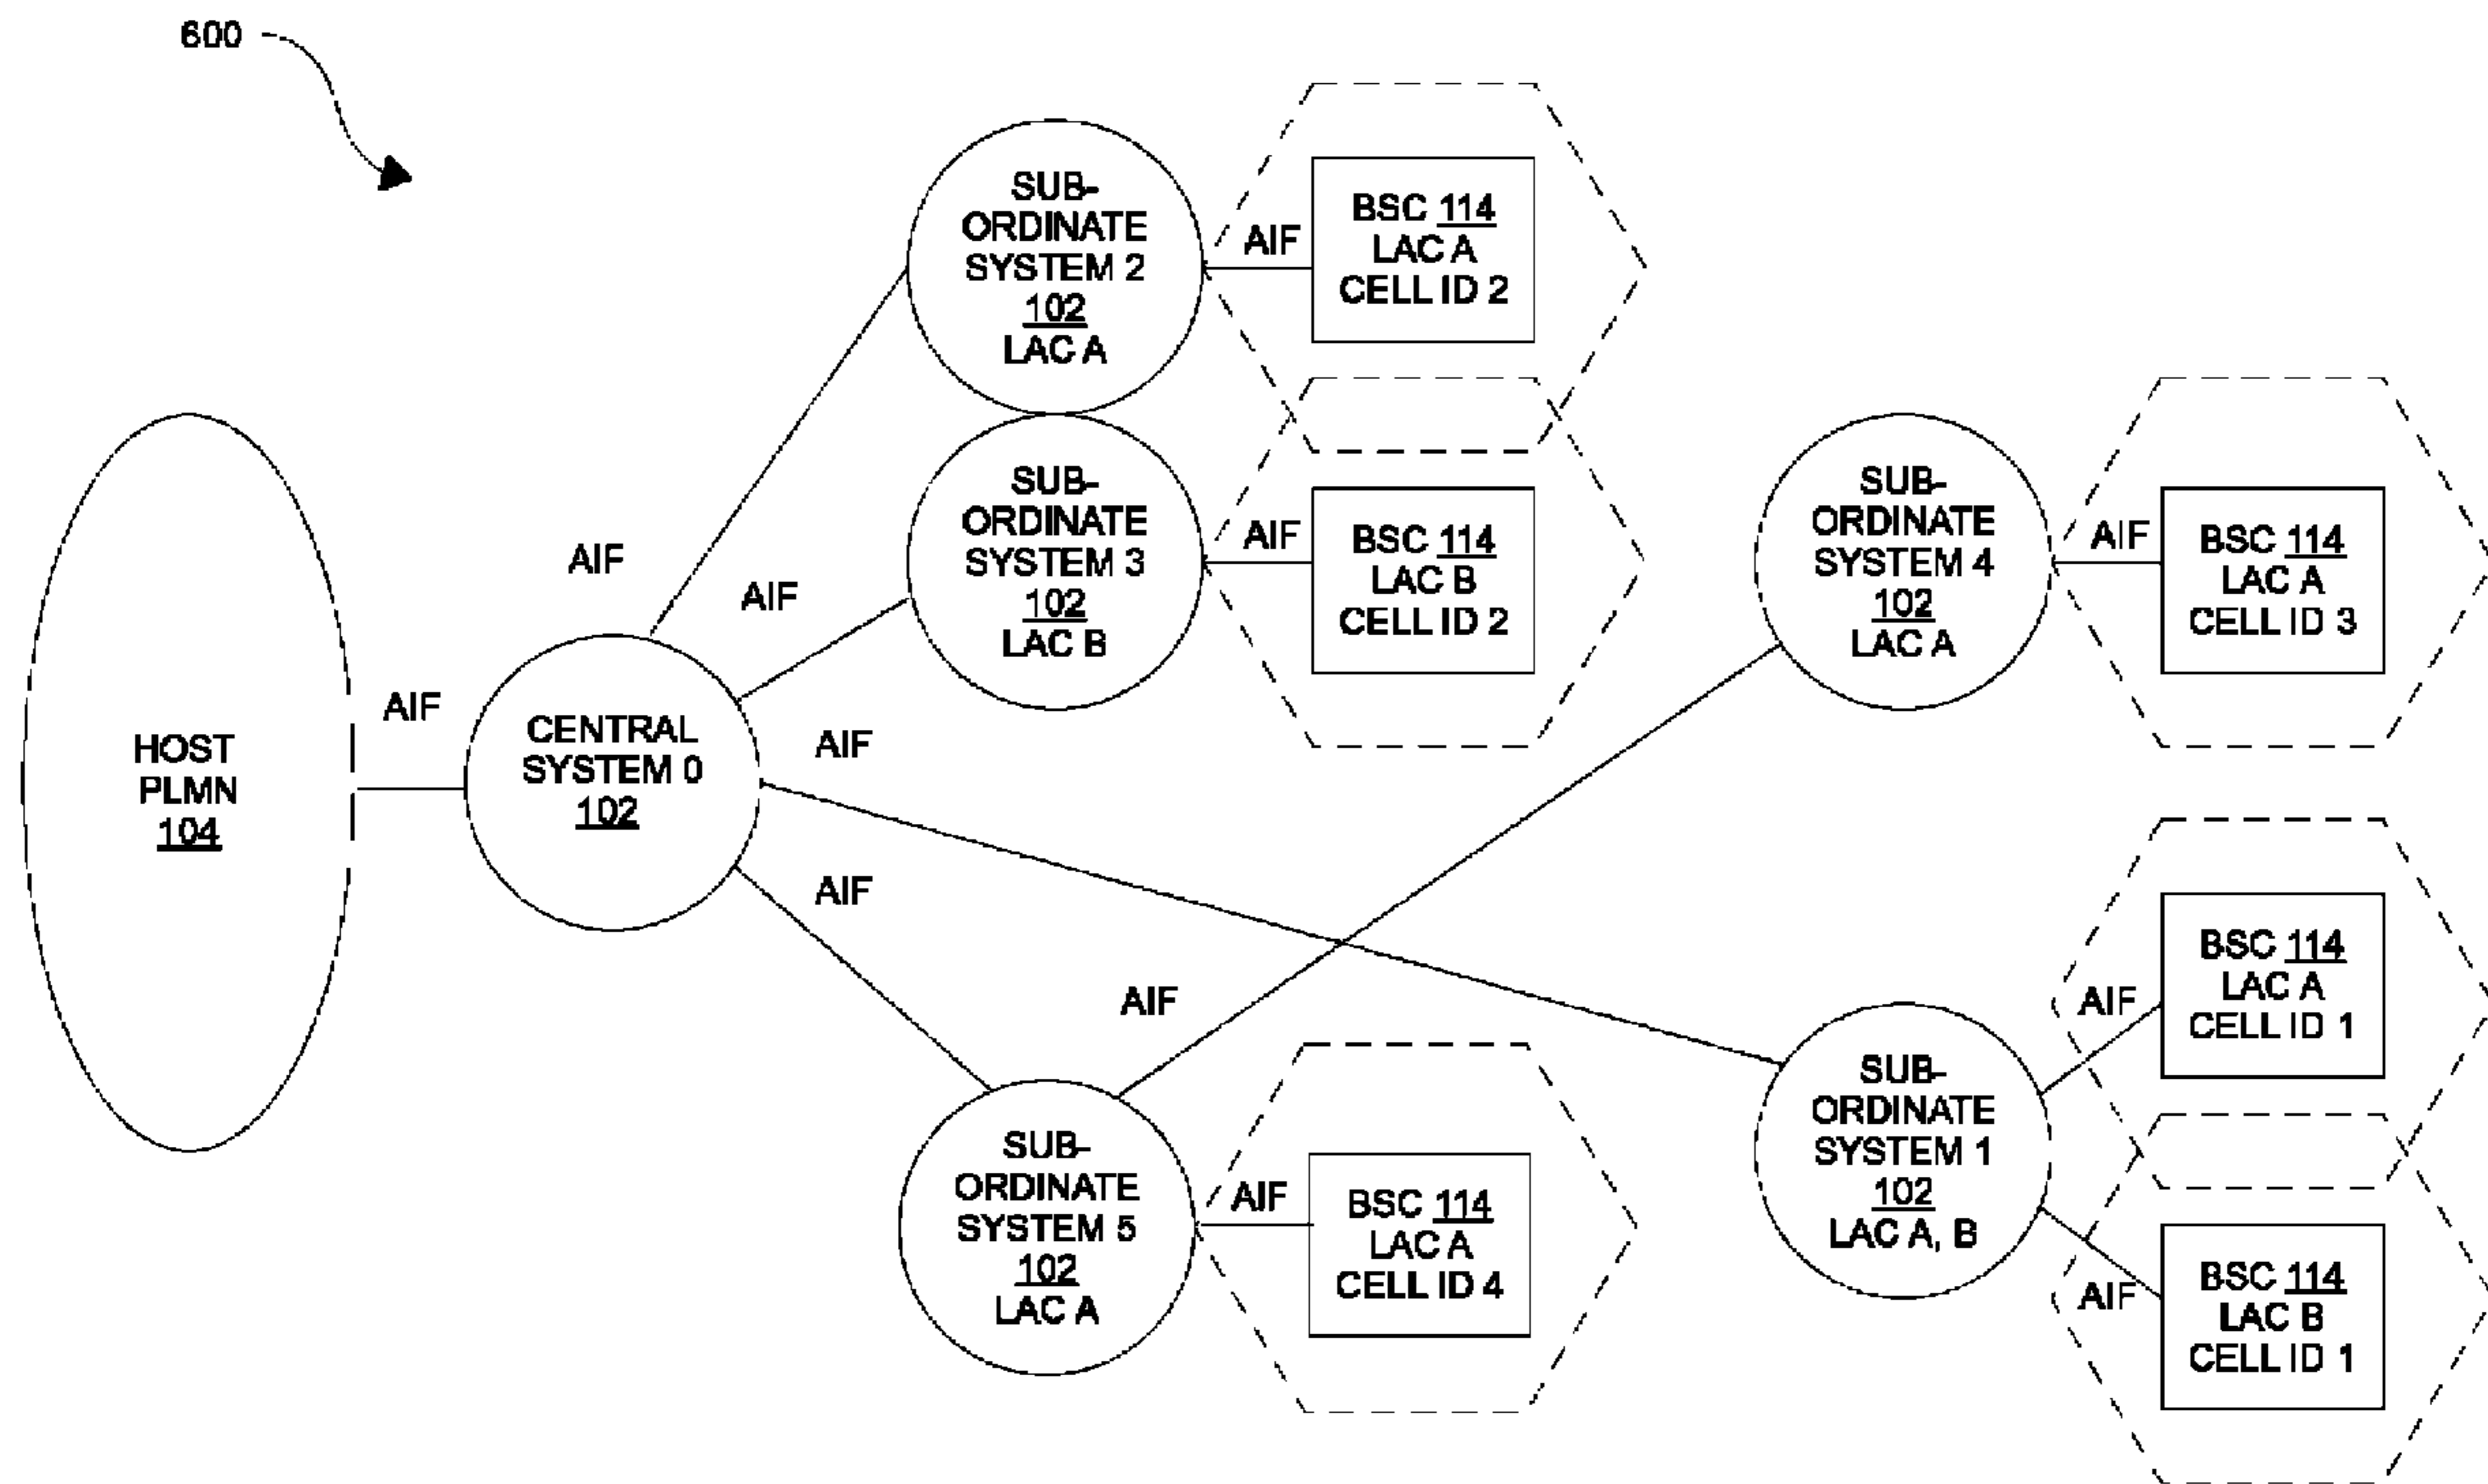 600
SUB-
ORDINATE
SYSTEM 2
102
LAC A
AIF
BSC 114
LAC A
CELL ID 2
SUB-
ORDINATE
SYSTEM 3
102
LAC B
AIF
BSC 114
LAC B
CELL ID 2
SUB-
ORDINATE
SYSTEM 4
102
LAC A
AIF
BSC 114
LAC A
CELL ID 3
HOST
PLMN
104
AIF
CENTRAL
SYSTEM 0
102
AIF
AIF
AIF
AIF
AIF
SUB-
ORDINATE
SYSTEM 5
102
LAC A
AIF
BSC 114
LAC A
CELL ID 4
SUB-
ORDINATE
SYSTEM 1
102
LAC A, B
AIF
BSC 114
LAC A
CELL ID 1
AIF
BSC 114
LAC B
CELL ID 1